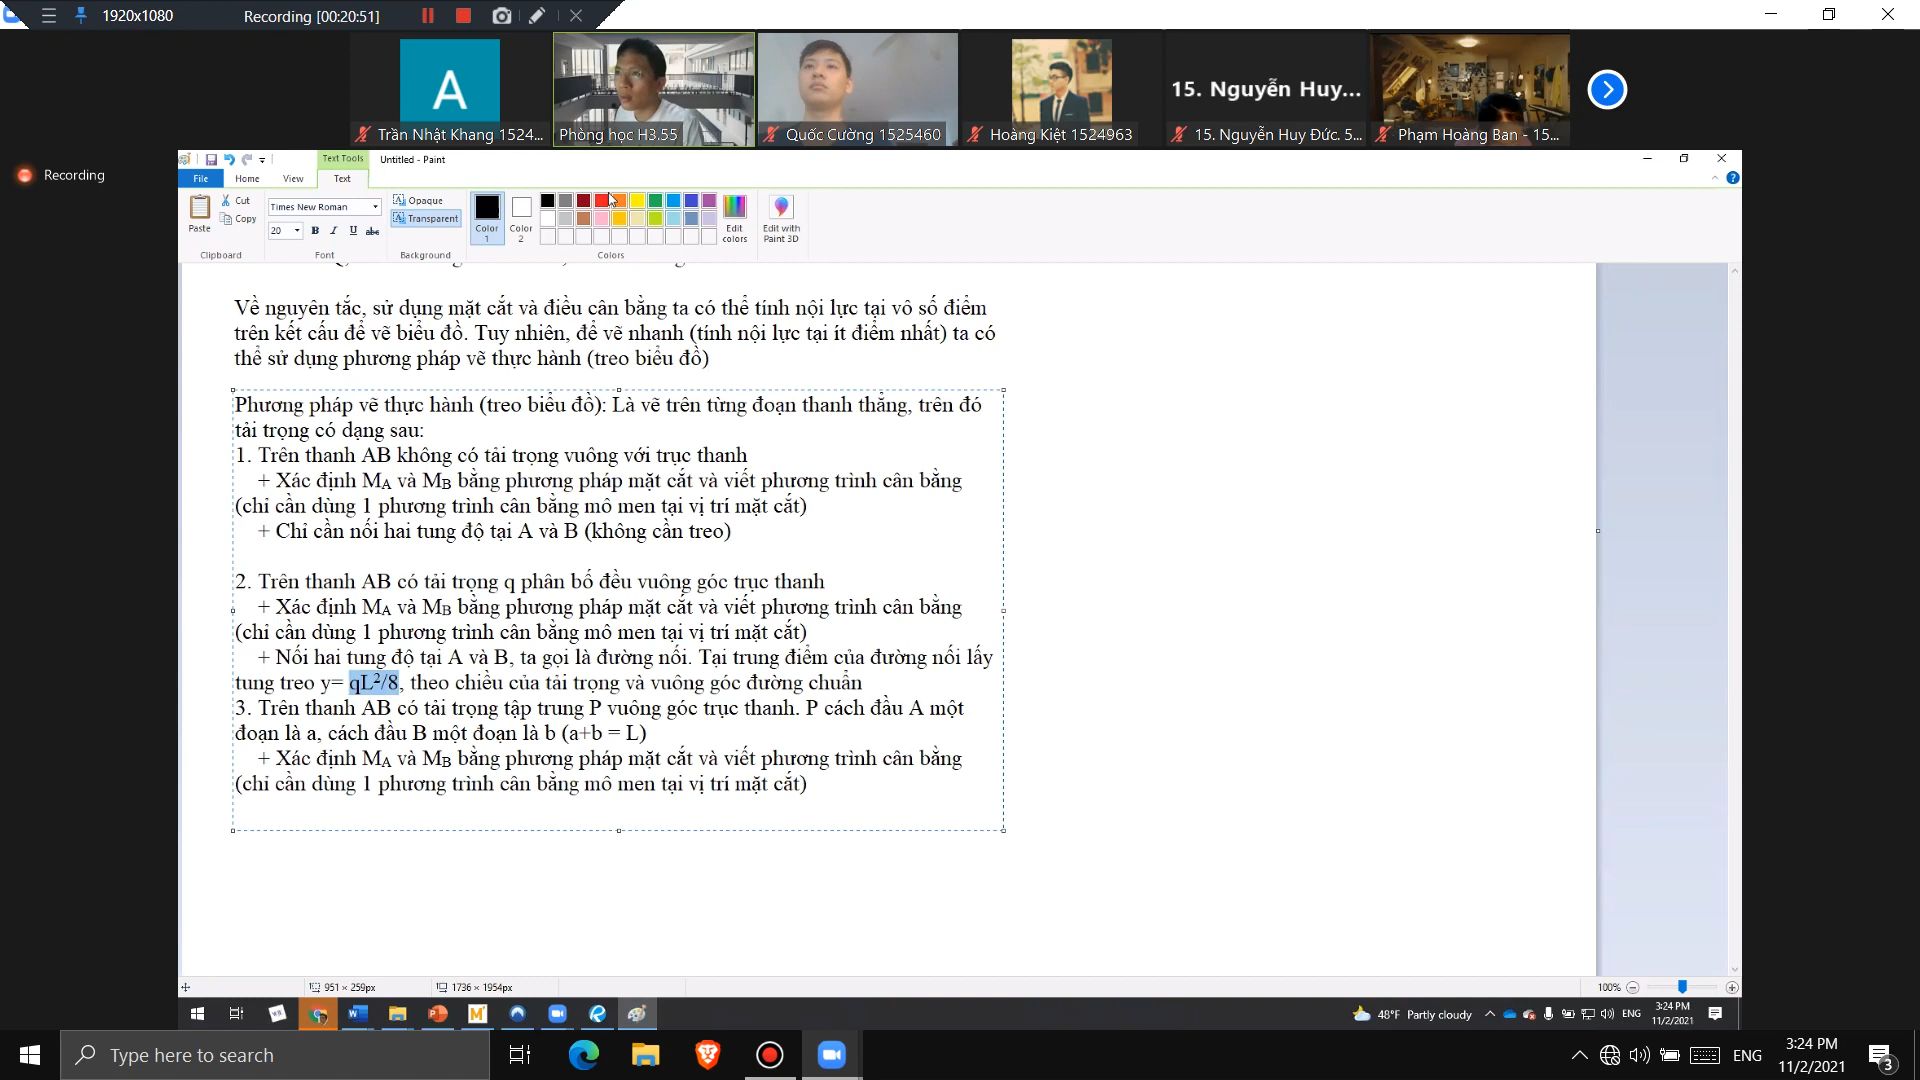 1920x1080
Recording [00:20:51]
A
Trần Nhật Khang 1524...
Phòng học H3.55
Quốc Cường 1525460
Hoàng Kiệt 1524963
15. Nguyễn Huy...
15. Nguyễn Huy Đức. 5...
Phạm Hoàng Ban - 15...
Recording
Text Tools
Untitled - Paint
File
Home
View
Text
Paste
Cut
Copy
Clipboard
Times New Roman
20
B I U abc
Font
Opaque
Transparent
Background
Color 1
Color 2
Edit colors
Colors
Edit with Paint 3D
Về nguyên tắc, sử dụng mặt cắt và điều cân bằng ta có thể tính nội lực tại vô số điểm
trên kết cấu để vẽ biểu đồ. Tuy nhiên, để vẽ nhanh (tính nội lực tại ít điểm nhất) ta có
thể sử dụng phương pháp vẽ thực hành (treo biểu đồ)
Phương pháp vẽ thực hành (treo biểu đồ): Là vẽ trên từng đoạn thanh thẳng, trên đó
tải trọng có dạng sau:
1. Trên thanh AB không có tải trọng vuông với trục thanh
+ Xác định MA và MB bằng phương pháp mặt cắt và viết phương trình cân bằng
(chỉ cần dùng 1 phương trình cân bằng mô men tại vị trí mặt cắt)
+ Chỉ cần nối hai tung độ tại A và B (không cần treo)
2. Trên thanh AB có tải trọng q phân bố đều vuông góc trục thanh
+ Xác định MA và MB bằng phương pháp mặt cắt và viết phương trình cân bằng
(chỉ cần dùng 1 phương trình cân bằng mô men tại vị trí mặt cắt)
+ Nối hai tung độ tại A và B, ta gọi là đường nối. Tại trung điểm của đường nối lấy
tung treo y= qL²/8, theo chiều của tải trọng và vuông góc đường chuẩn
3. Trên thanh AB có tải trọng tập trung P vuông góc trục thanh. P cách đầu A một
đoạn là a, cách đầu B một đoạn là b (a+b = L)
+ Xác định MA và MB bằng phương pháp mặt cắt và viết phương trình cân bằng
(chỉ cần dùng 1 phương trình cân bằng mô men tại vị trí mặt cắt)
951 × 259px
1736 × 1954px
100%
48°F Partly cloudy
ENG
3:24 PM
11/2/2021
Type here to search
ENG
3:24 PM
11/2/2021
3